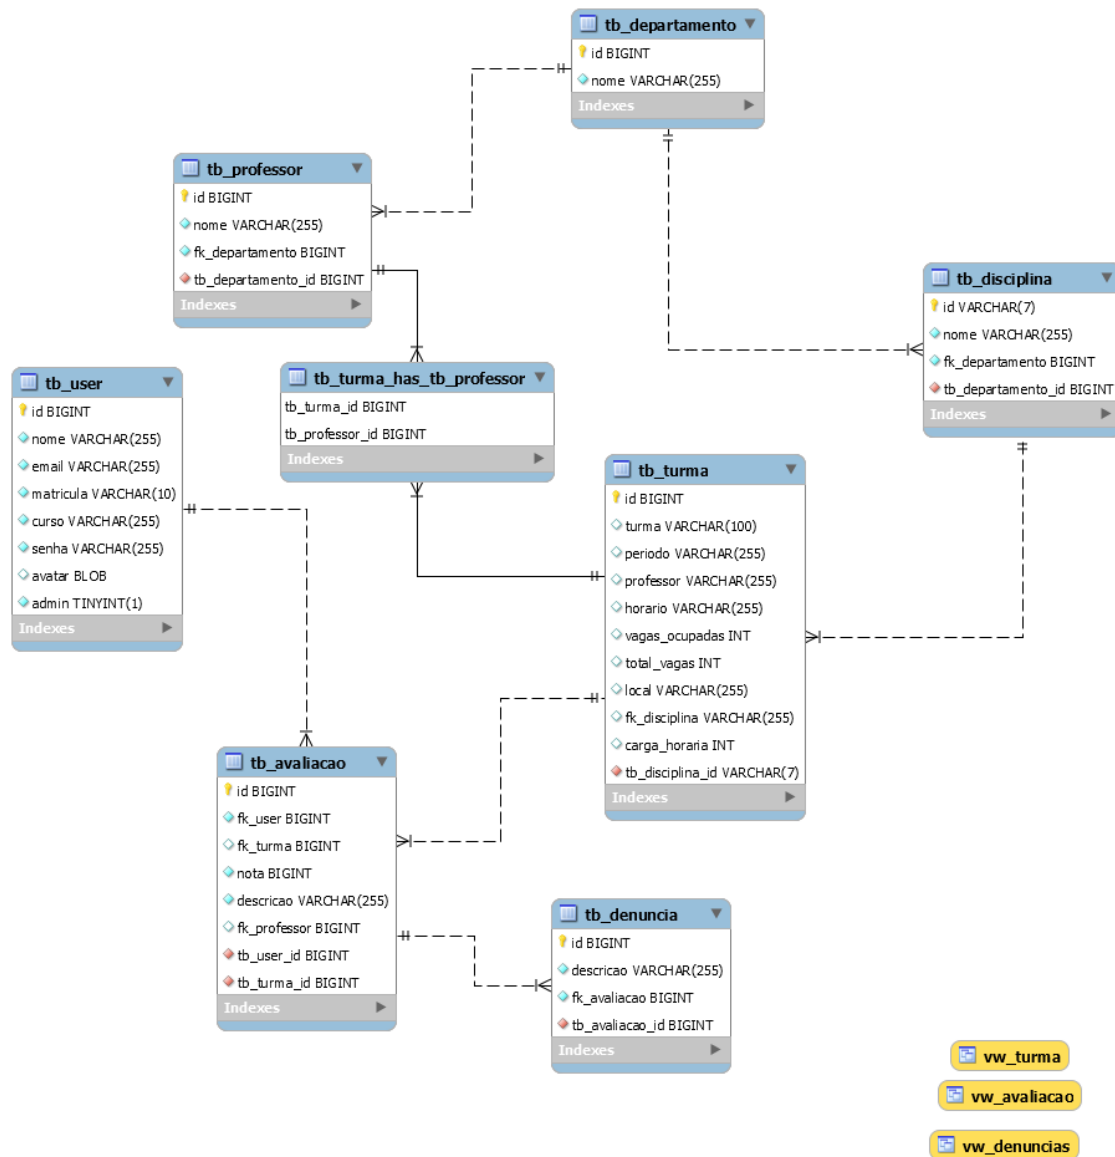 tb_departamento
id BIGINT
nome VARCHAR(255)
Indexes
tb_professor
id BIGINT
nome VARCHAR(255)
fk_departamento BIGINT
tb_departamento_id BIGINT
Indexes
tb_disciplina
id VARCHAR(7)
nome VARCHAR(255)
fk_departamento BIGINT
tb_departamento_id BIGINT
Indexes
tb_turma_has_tb_professor
tb_turma_id BIGINT
tb_professor_id BIGINT
Indexes
tb_user
id BIGINT
nome VARCHAR(255)
email VARCHAR(255)
matricula VARCHAR(10)
curso VARCHAR(255)
senha VARCHAR(255)
avatar BLOB
admin TINYINT(1)
Indexes
tb_turma
id BIGINT
turma VARCHAR(100)
periodo VARCHAR(255)
professor VARCHAR(255)
horario VARCHAR(255)
vagas_ocupadas INT
total_vagas INT
local VARCHAR(255)
fk_disciplina VARCHAR(255)
carga_horaria INT
tb_disciplina_id VARCHAR(7)
Indexes
tb_avaliacao
id BIGINT
fk_user BIGINT
fk_turma BIGINT
nota BIGINT
descricao VARCHAR(255)
fk_professor BIGINT
tb_user_id BIGINT
tb_turma_id BIGINT
Indexes
tb_denuncia
id BIGINT
descricao VARCHAR(255)
fk_avaliacao BIGINT
tb_avaliacao_id BIGINT
Indexes
vw_turma
vw_avaliacao
vw_denuncias